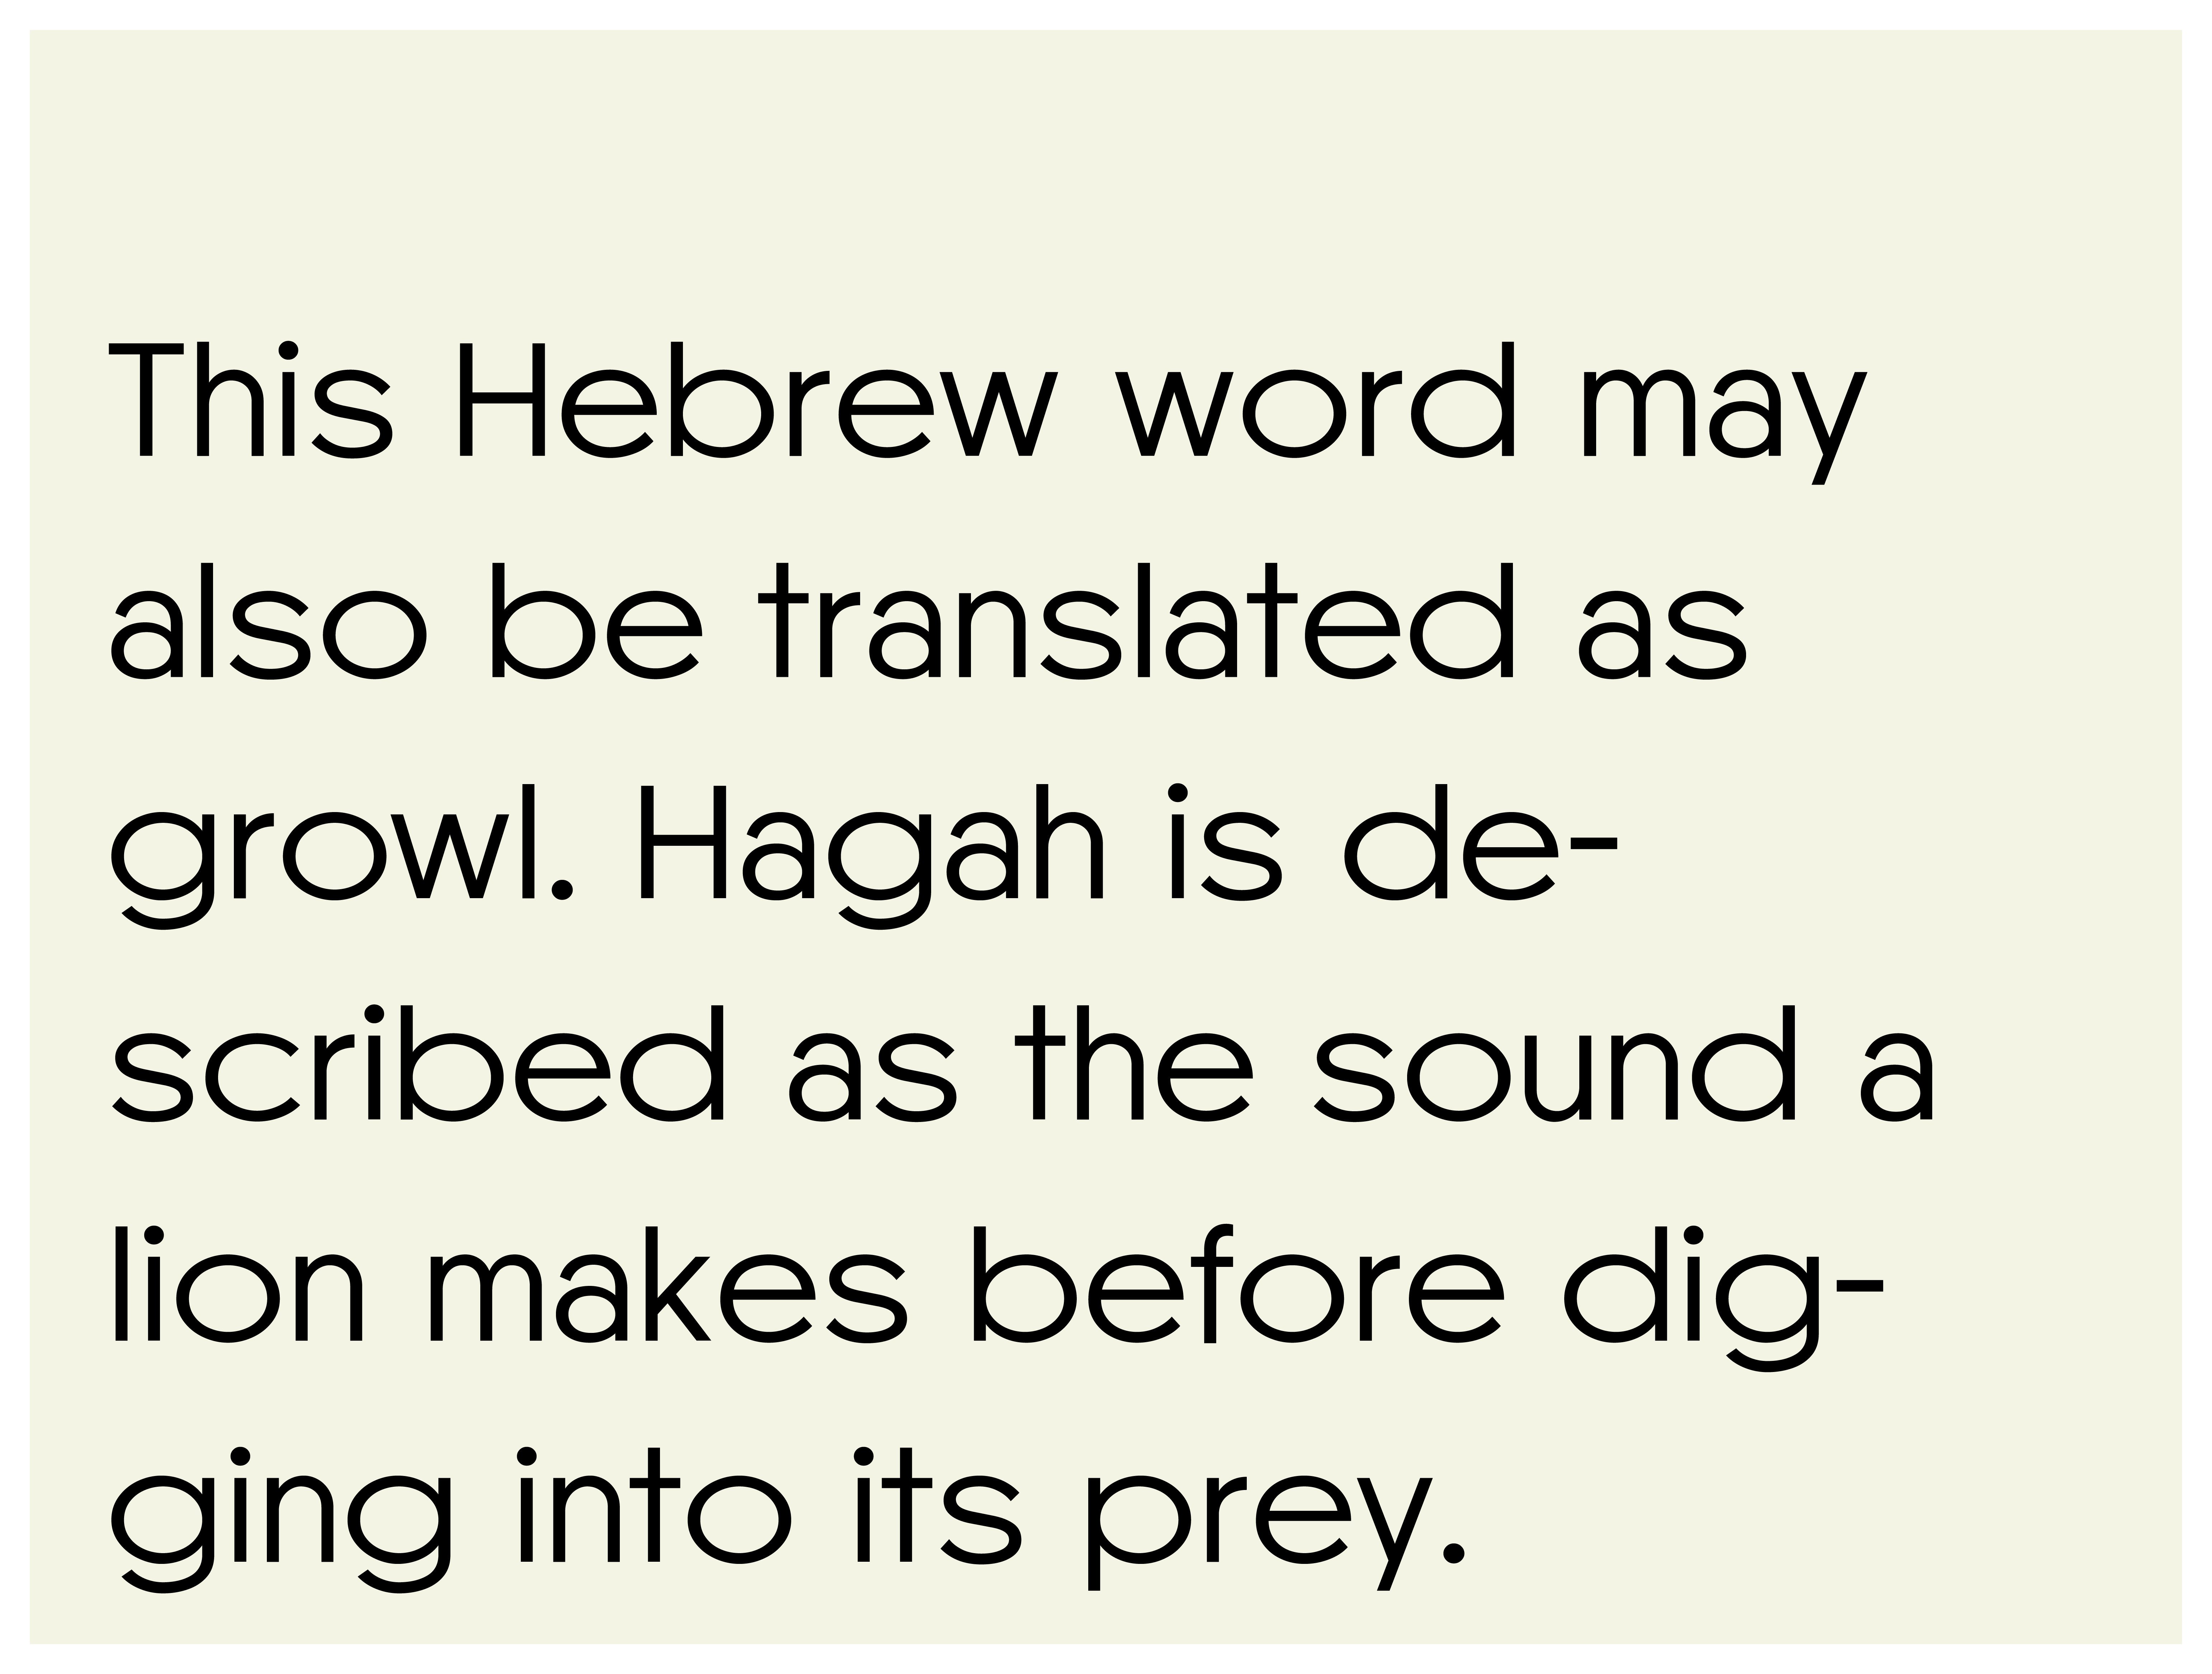 This Hebrew word may
also be translated as
growl. Hagah is de-
scribed as the sound a
lion makes before dig-
ging into its prey.